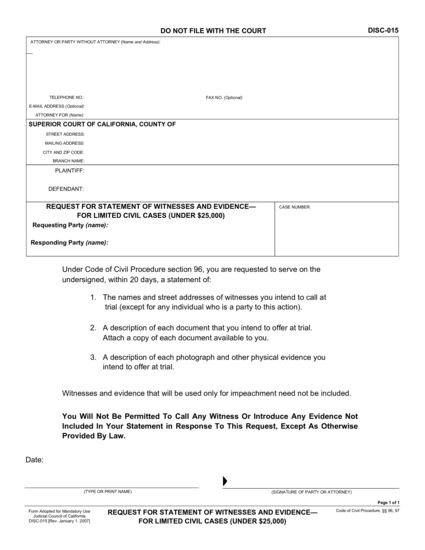 DO NOT FILE WITH THE COURT
DISC-015
ATTORNEY OR PARTY WITHOUT ATTORNEY (Name and Address):
TELEPHONE NO.:
FAX NO. (Optional):
E-MAIL ADDRESS (Optional):
ATTORNEY FOR (Name):
SUPERIOR COURT OF CALIFORNIA, COUNTY OF
STREET ADDRESS:
MAILING ADDRESS:
CITY AND ZIP CODE:
BRANCH NAME:
PLAINTIFF:
DEFENDANT:
REQUEST FOR STATEMENT OF WITNESSES AND EVIDENCE—
FOR LIMITED CIVIL CASES (UNDER $25,000)
CASE NUMBER:
Requesting Party (name):
Responding Party (name):
Under Code of Civil Procedure section 96, you are requested to serve on the
undersigned, within 20 days, a statement of:
1. The names and street addresses of witnesses you intend to call at
trial (except for any individual who is a party to this action).
2. A description of each document that you intend to offer at trial.
Attach a copy of each document available to you.
3. A description of each photograph and other physical evidence you
intend to offer at trial.
Witnesses and evidence that will be used only for impeachment need not be included.
You Will Not Be Permitted To Call Any Witness Or Introduce Any Evidence Not
Included In Your Statement in Response To This Request, Except As Otherwise
Provided By Law.
Date:
(TYPE OR PRINT NAME)
(SIGNATURE OF PARTY OR ATTORNEY)
Page 1 of 1
Form Adopted for Mandatory Use
Judicial Council of California
DISC-015 [Rev. January 1, 2007]
REQUEST FOR STATEMENT OF WITNESSES AND EVIDENCE—
FOR LIMITED CIVIL CASES (UNDER $25,000)
Code of Civil Procedure, §§ 96, 97